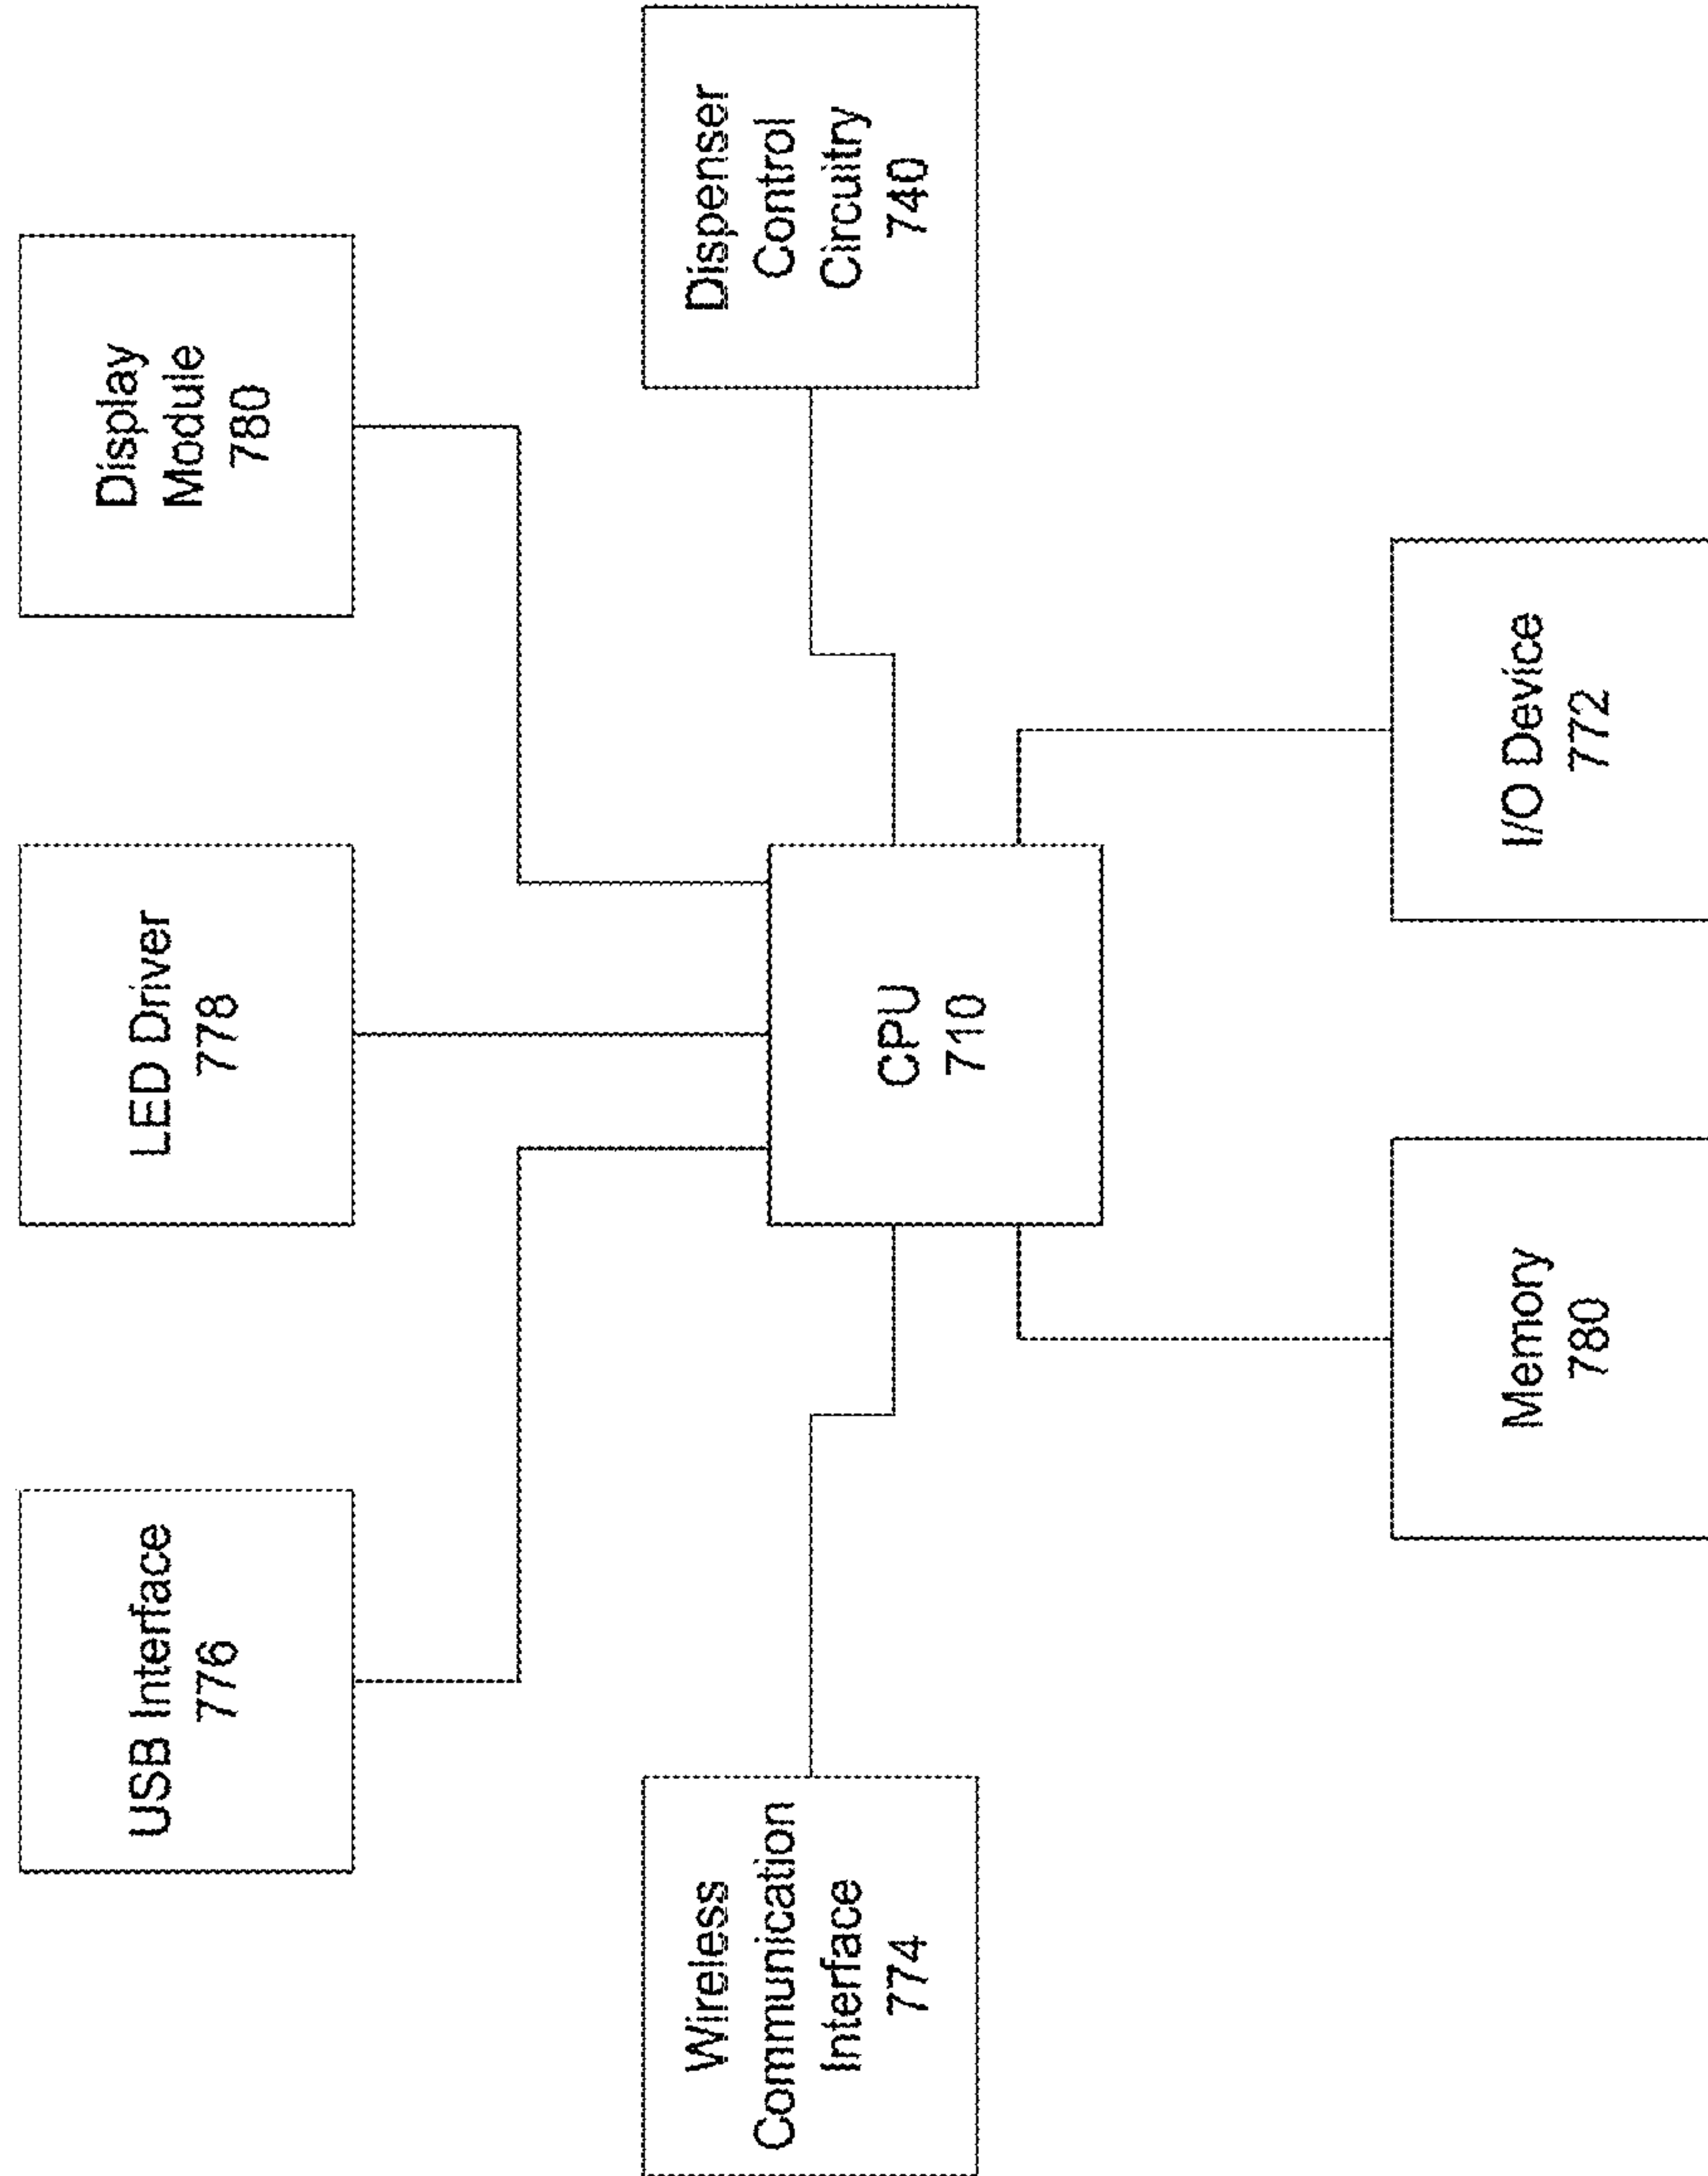 USB Interface
776
LED Driver
778
Display
Module
780
Wireless
Communication
Interface
774
CPU
710
Dispenser
Control
Circuitry
740
Memory
780
I/O Device
772